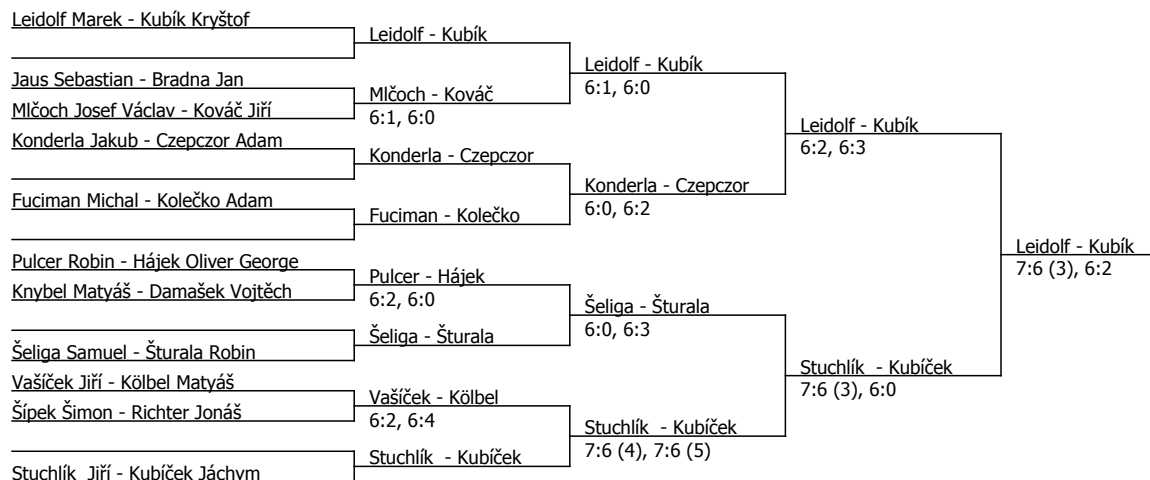 Leidolf Marek - Kubík Kryštof
Jaus Sebastian - Bradna Jan
Mlčoch Josef Václav - Kováč Jiří
Konderla Jakub - Czepczor Adam
Fuciman Michal - Kolečko Adam
Pulcer Robin - Hájek Oliver George
Knybel Matyáš - Damašek Vojtěch
Šeliga Samuel - Šturala Robin
Vašíček Jiří - Kölbel Matyáš
Šípek Šimon - Richter Jonáš
Stuchlík  Jiří - Kubíček Jáchym
Leidolf - Kubík
Mlčoch - Kováč
6:1, 6:0
Konderla - Czepczor
Fuciman - Kolečko
Pulcer - Hájek
6:2, 6:0
Šeliga - Šturala
Vašíček - Kölbel
6:2, 6:4
Stuchlík  - Kubíček
Leidolf - Kubík
6:1, 6:0
Konderla - Czepczor
6:0, 6:2
Šeliga - Šturala
6:0, 6:3
Stuchlík  - Kubíček
7:6 (4), 7:6 (5)
Leidolf - Kubík
6:2, 6:3
Stuchlík  - Kubíček
7:6 (3), 6:0
Leidolf - Kubík
7:6 (3), 6:2